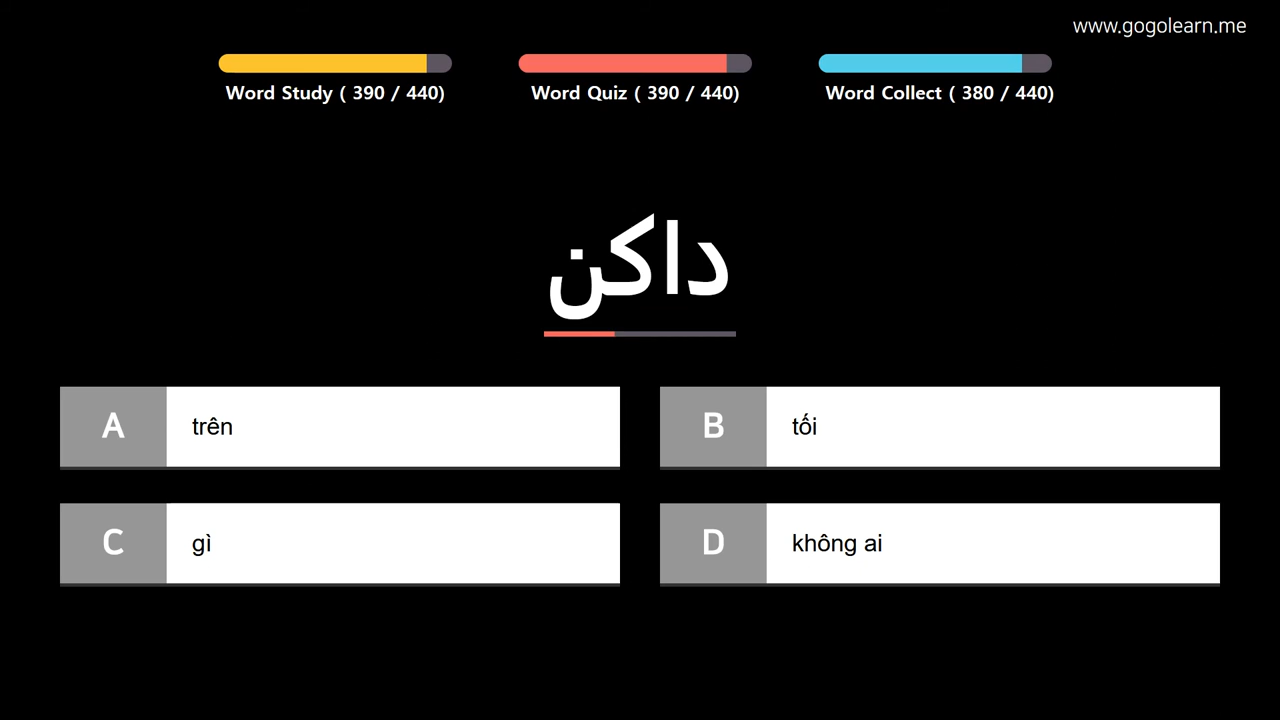 www.gogolearn.me
Word Study ( 390 / 440)
Word Quiz ( 390 / 440)
Word Collect ( 380 / 440)
داكن
A
trên
B
tối
C
gì
D
không ai